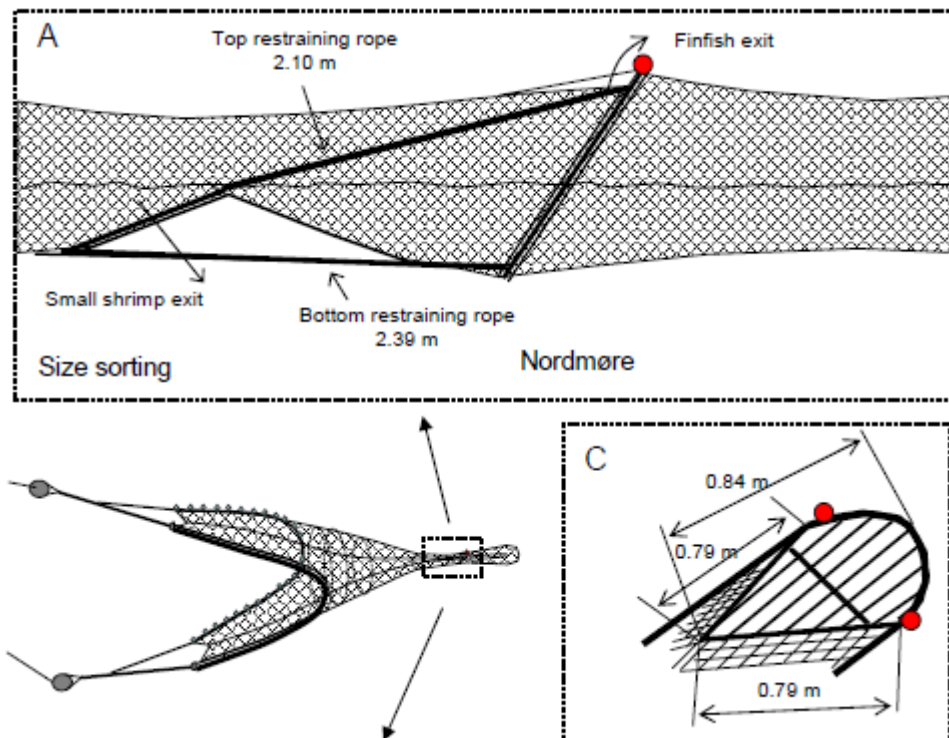 A
Top restraining rope
2.10 m
Finfish exit
Small shrimp exit
Bottom restraining rope
2.39 m
Size sorting
Nordmøre
C
0.84 m
0.79 m
0.79 m